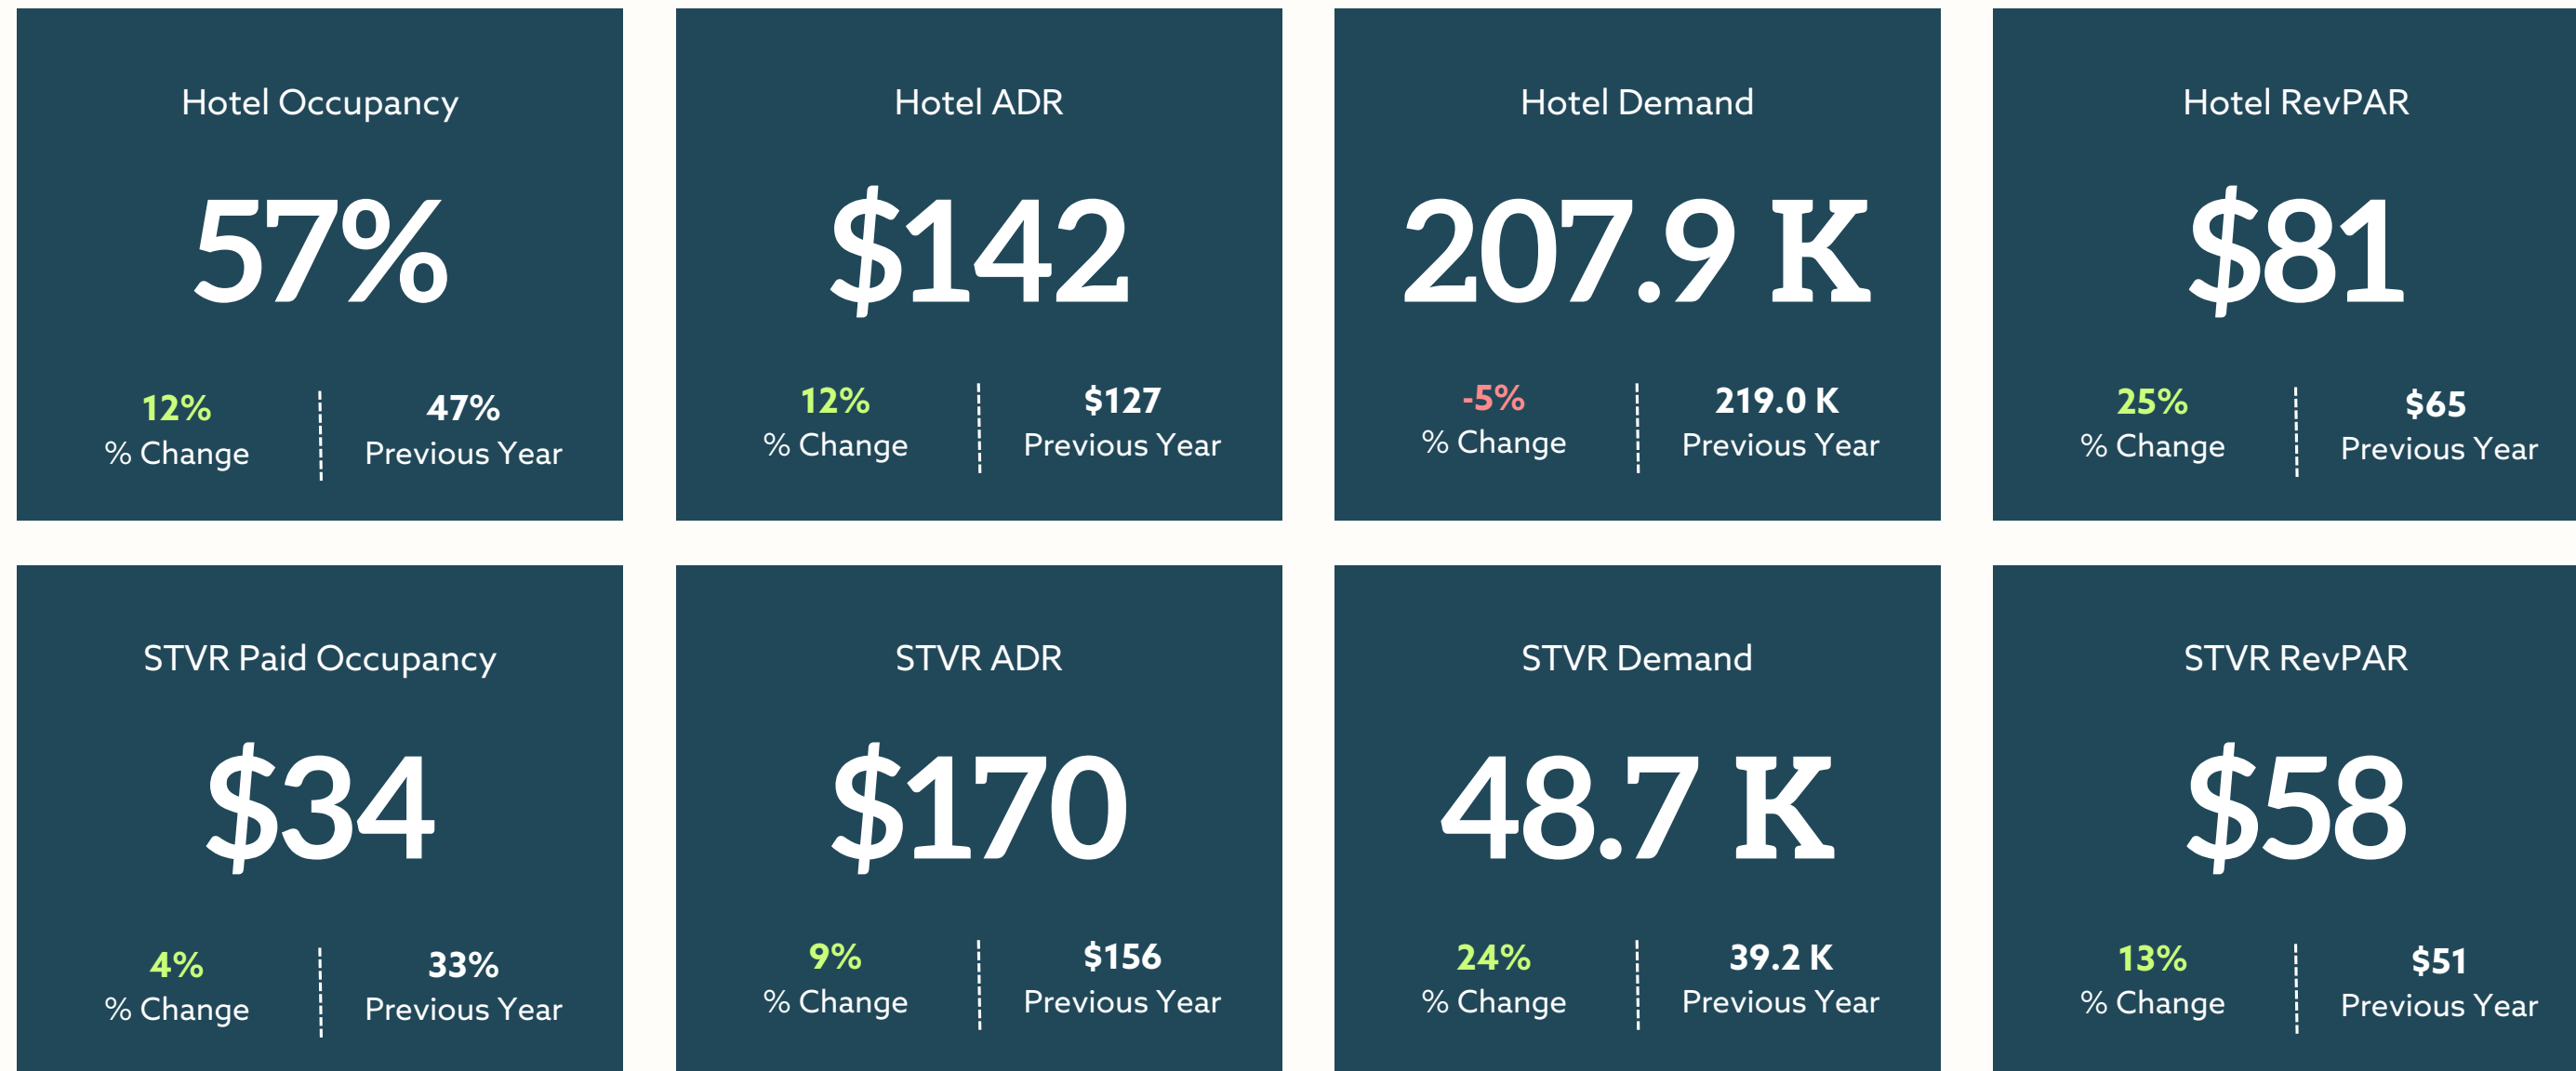 Hotel Occupancy
57%
12%
% Change
47%
Previous Year
Hotel ADR
$142
12%
% Change
$127
Previous Year
Hotel Demand
207.9 K
-5%
% Change
219.0 K
Previous Year
Hotel RevPAR
$81
25%
% Change
$65
Previous Year
STVR Paid Occupancy
$34
4%
% Change
33%
Previous Year
STVR ADR
$170
9%
% Change
$156
Previous Year
STVR Demand
48.7 K
24%
% Change
39.2 K
Previous Year
STVR RevPAR
$58
13%
% Change
$51
Previous Year